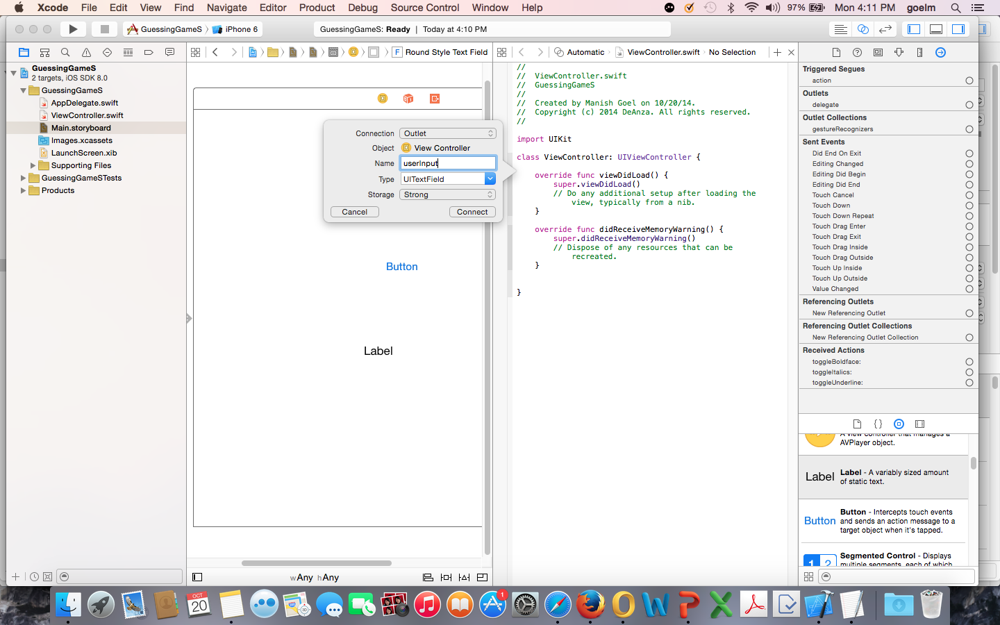 Xcode File Edit View Find Navigate Editor Product Debug Source Control Window Help 97% Mon 4:11 PM goelm
GuessingGameS iPhone 6
GuessingGameS: Ready | Today at 4:10 PM
Round Style Text Field
Automatic ViewController.swift No Selection
GuessingGameS
2 targets, iOS SDK 8.0
GuessingGameS
AppDelegate.swift
ViewController.swift
Main.storyboard
Images.xcassets
LaunchScreen.xib
Supporting Files
GuessingGameSTests
Products
Connection Outlet
Object View Controller
Name userInput
Type UITextField
Storage Strong
Cancel Connect
Button
Label
wAny hAny
//
// ViewController.swift
// GuessingGameS
//
// Created by Manish Goel on 10/20/14.
// Copyright (c) 2014 DeAnza. All rights reserved.
//
import UIKit
class ViewController: UIViewController {
override func viewDidLoad() {
super.viewDidLoad()
// Do any additional setup after loading the
view, typically from a nib.
}
override func didReceiveMemoryWarning() {
super.didReceiveMemoryWarning()
// Dispose of any resources that can be
recreated.
}
}
Triggered Segues
action
Outlets
delegate
Outlet Collections
gestureRecognizers
Sent Events
Did End On Exit
Editing Changed
Editing Did Begin
Editing Did End
Touch Cancel
Touch Down
Touch Down Repeat
Touch Drag Enter
Touch Drag Exit
Touch Drag Inside
Touch Drag Outside
Touch Up Inside
Touch Up Outside
Value Changed
Referencing Outlets
New Referencing Outlet
Referencing Outlet Collections
New Referencing Outlet Collection
Received Actions
toggleBoldface:
toggleItalics:
toggleUnderline:
A view controller that manages a
AVPlayer object.
Label Label - A variably sized amount
of static text.
Button Button - Intercepts touch events
and sends an action message to a
target object when it's tapped.
1 2 Segmented Control - Displays
multiple segments, each of which
OCT
20
1